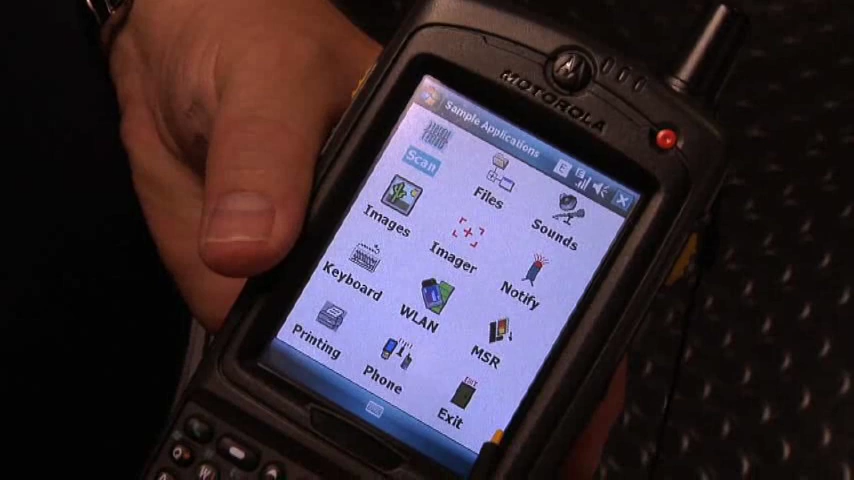 MOTOROLA
Sample Applications
Scan
Files
Sounds
Images
Imager
Notify
Keyboard
WLAN
MSR
Printing
Phone
Exit